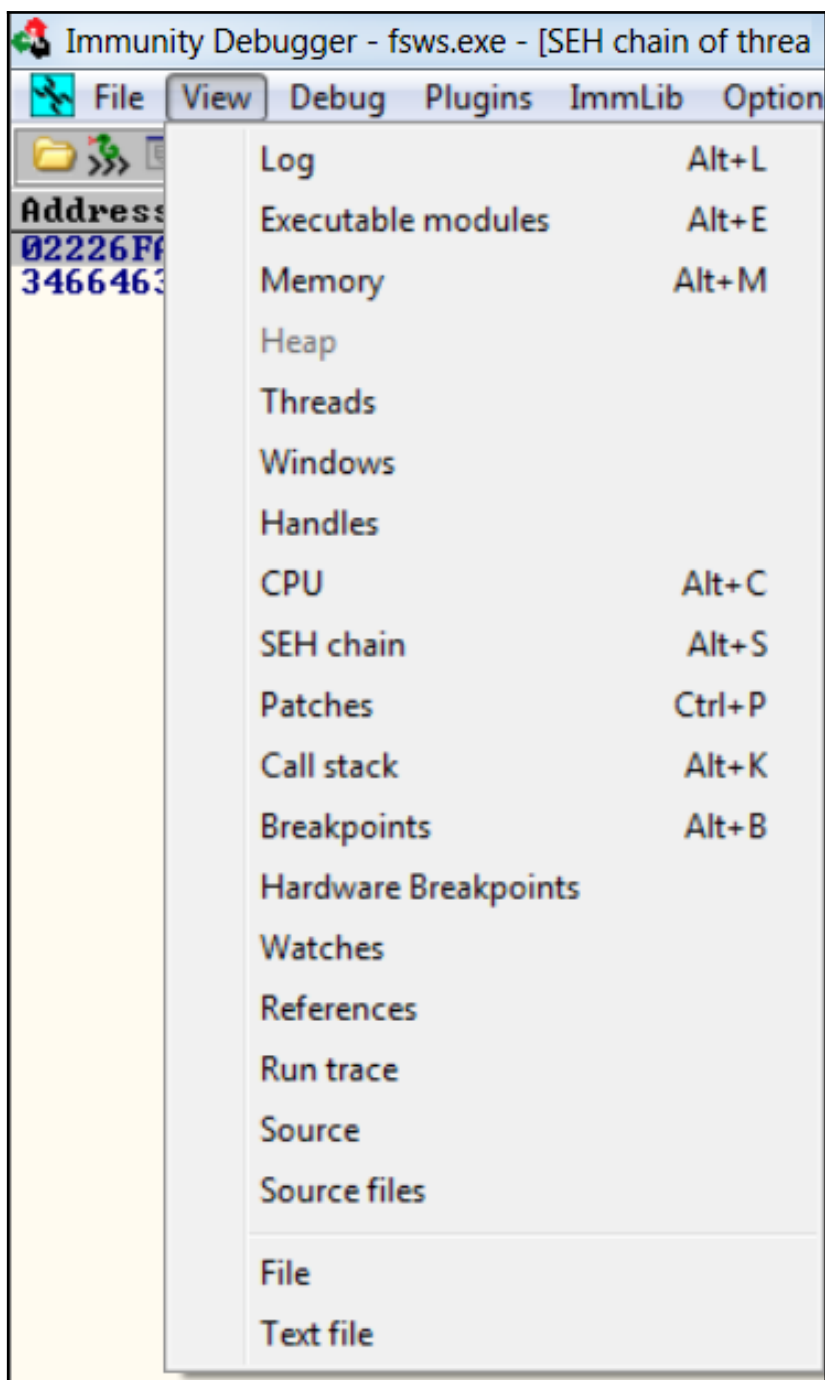 Immunity Debugger - fsws.exe - [SEH chain of threa
File View Debug Plugins ImmLib Option
Address
02226FA
3466463
Log Alt+L
Executable modules Alt+E
Memory Alt+M
Heap
Threads
Windows
Handles
CPU Alt+C
SEH chain Alt+S
Patches Ctrl+P
Call stack Alt+K
Breakpoints Alt+B
Hardware Breakpoints
Watches
References
Run trace
Source
Source files
File
Text file